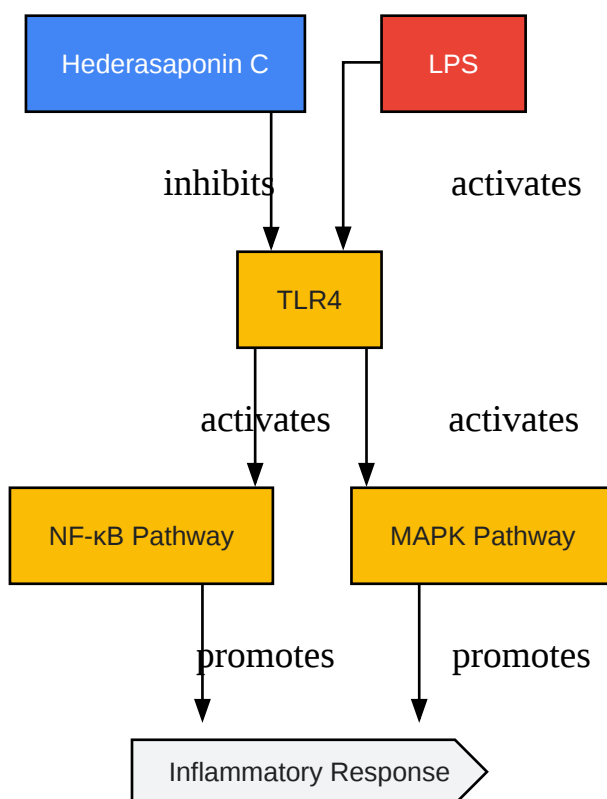 Hederasaponin C
LPS
inhibits
activates
TLR4
activates
activates
NF-κB Pathway
MAPK Pathway
promotes
promotes
Inflammatory Response